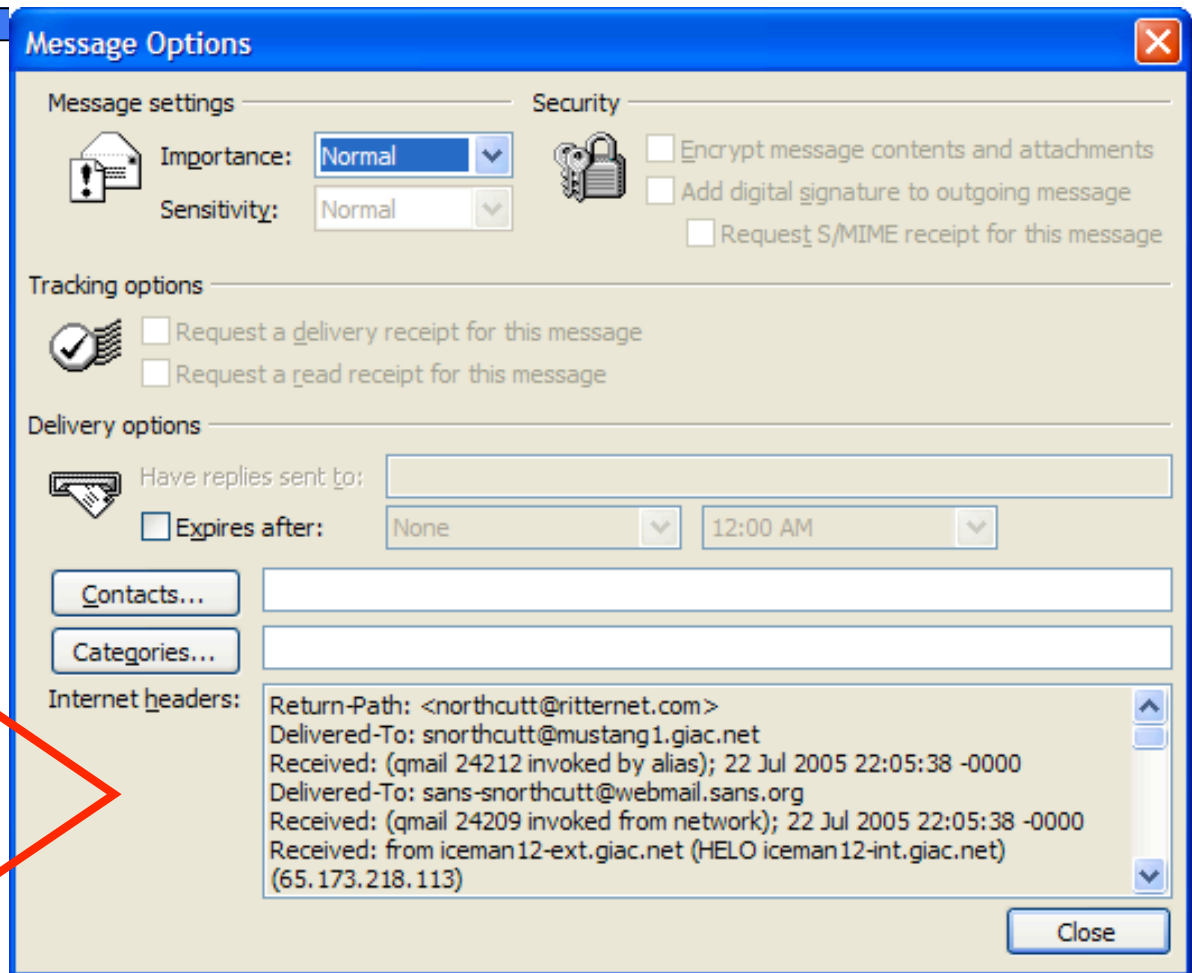 Message Options
Message settings
Security
Importance: Normal
Encrypt message contents and attachments
Sensitivity: Normal
Add digital signature to outgoing message
Request S/MIME receipt for this message
Tracking options
Request a delivery receipt for this message
Request a read receipt for this message
Delivery options
Have replies sent to:
Expires after: None 12:00 AM
Contacts...
Categories...
Internet headers:
Return-Path: <northcutt@ritternet.com>
Delivered-To: snorthcutt@mustang1.giac.net
Received: (qmail 24212 invoked by alias); 22 Jul 2005 22:05:38 -0000
Delivered-To: sans-snorthcutt@webmail.sans.org
Received: (qmail 24209 invoked from network); 22 Jul 2005 22:05:38 -0000
Received: from iceman12-ext.giac.net (HELO iceman12-int.giac.net)
(65.173.218.113)
Close